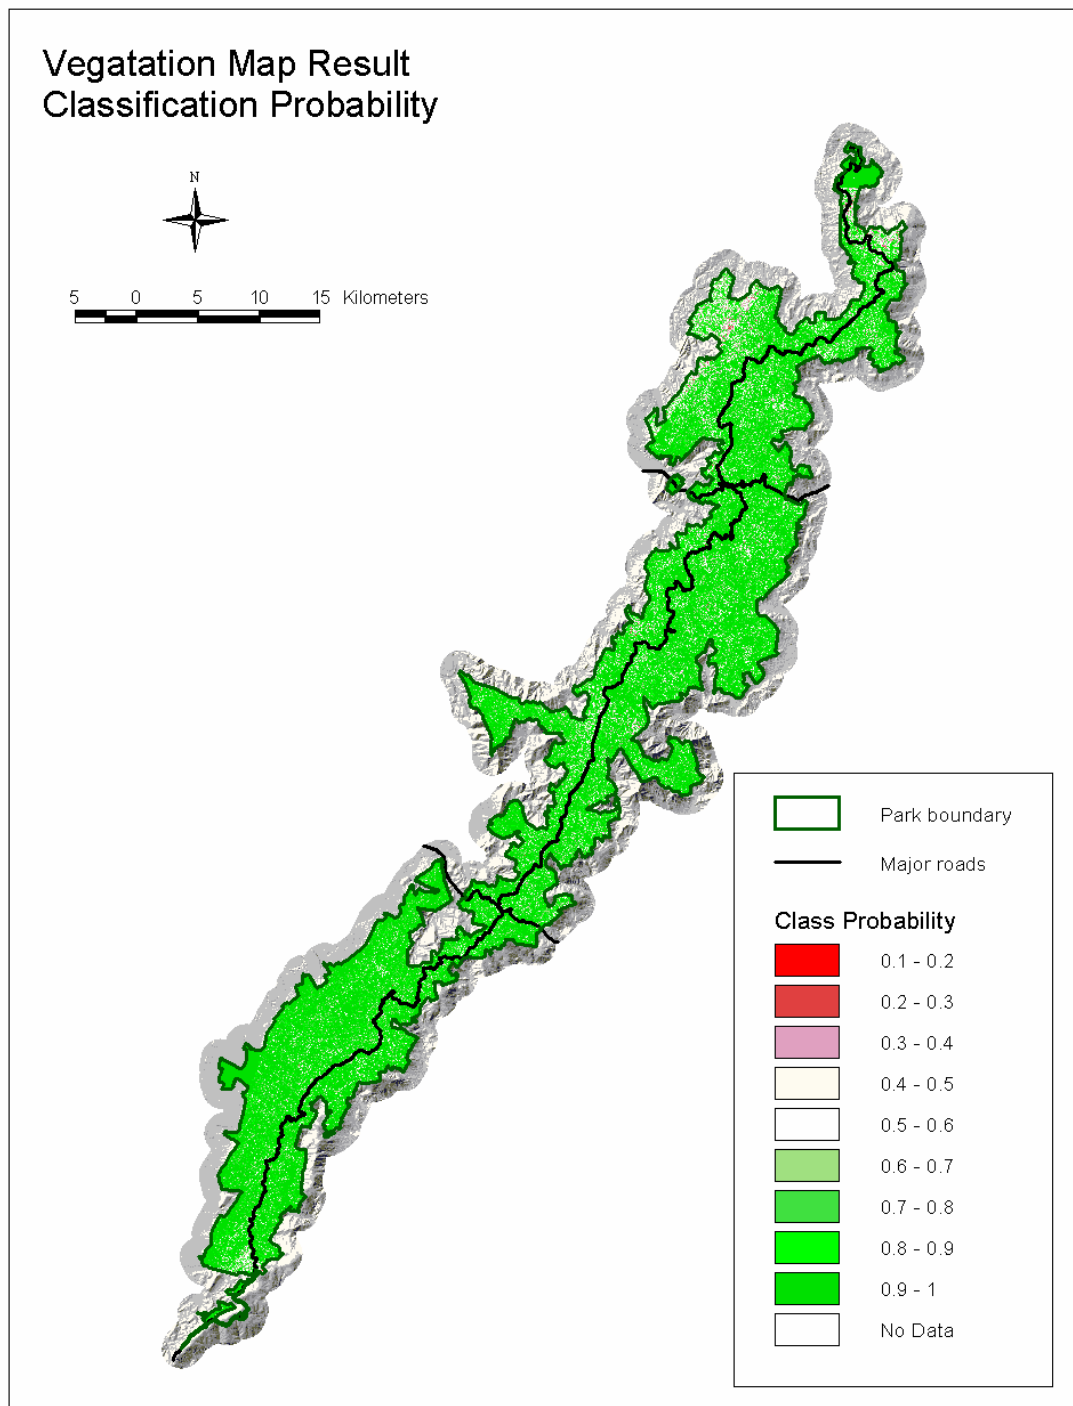 Vegatation Map Result
Classification Probability
N
5 0 5 10 15 Kilometers
Park boundary
Major roads
Class Probability
0.1 - 0.2
0.2 - 0.3
0.3 - 0.4
0.4 - 0.5
0.5 - 0.6
0.6 - 0.7
0.7 - 0.8
0.8 - 0.9
0.9 - 1
No Data